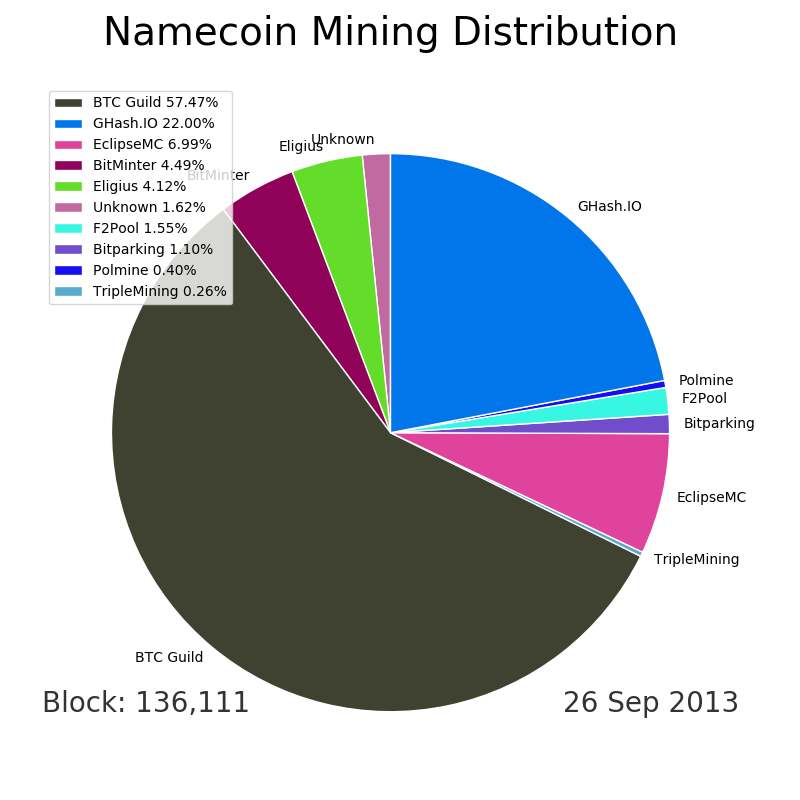 Namecoin Mining Distribution
BTC Guild 57.47%
GHash.IO 22.00%
EclipseMC 6.99%
BitMinter 4.49%
Eligius 4.12%
Unknown 1.62%
F2Pool 1.55%
Bitparking 1.10%
Polmine 0.40%
TripleMining 0.26%
Unknown
Eligius
BitMinter
GHash.IO
Polmine
F2Pool
Bitparking
EclipseMC
TripleMining
BTC Guild
Block: 136,111
26 Sep 2013